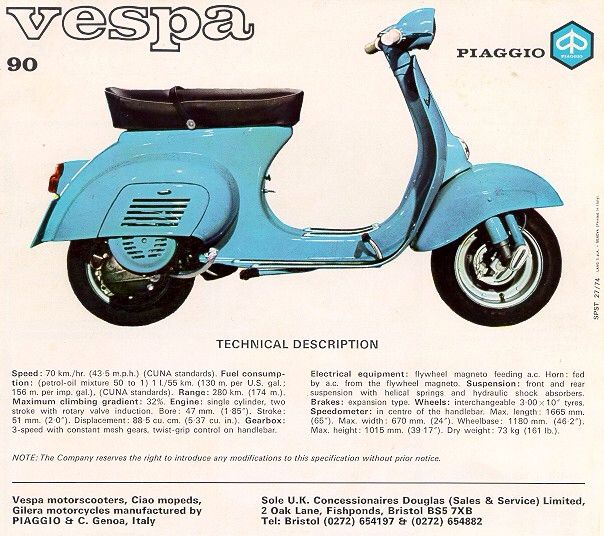 vespa
90
PIAGGIO
PIAGGIO
SPST 27/74
TECHNICAL DESCRIPTION
Speed: 70 km./hr. (43·5 m.p.h.) (CUNA standards). Fuel consump-
tion: (petrol-oil mixture 50 to 1) 1 l./55 km. (130 m. per U.S. gal.;
156 m. per imp. gal.), (CUNA standards). Range: 280 km. (174 m.).
Maximum climbing gradient: 32%. Engine: single cylinder, two
stroke with rotary valve induction. Bore: 47 mm. (1·85"). Stroke:
51 mm. (2·0"). Displacement: 88·5 cu. cm. (5·37 cu. in.). Gearbox:
3-speed with constant mesh gears, twist-grip control on handlebar.
Electrical equipment: flywheel magneto feeding a.c. Horn: fed
by a.c. from the flywheel magneto. Suspension: front and rear
suspension with helical springs and hydraulic shock absorbers.
Brakes: expansion type. Wheels: interchangeable 3·00×10" tyres.
Speedometer: in centre of the handlebar. Max. length: 1665 mm.
(65"). Max. width: 670 mm. (24"). Wheelbase: 1180 mm. (46·2").
Max. height: 1015 mm. (39·17"). Dry weight: 73 kg (161 lb.).
NOTE: The Company reserves the right to introduce any modifications to this specification without prior notice.
Vespa motorscooters, Ciao mopeds,
Gilera motorcycles manufactured by
PIAGGIO & C. Genoa, Italy
Sole U.K. Concessionaires Douglas (Sales & Service) Limited,
2 Oak Lane, Fishponds, Bristol BS5 7XB
Tel: Bristol (0272) 654197 & (0272) 654882